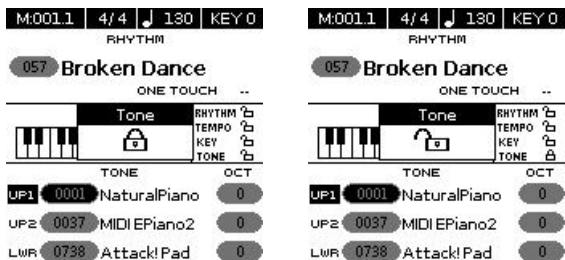 M:001.1 4/4 130 KEY 0
RHYTHM
057 Broken Dance
ONE TOUCH --
Tone
RHYTHM
TEMPO
KEY
TONE
TONE OCT
UP1 0001 NaturalPiano 0
UP2 0037 MIDI EPiano2 0
LWR 0738 Attack! Pad 0
M:001.1 4/4 130 KEY 0
RHYTHM
057 Broken Dance
ONE TOUCH --
Tone
RHYTHM
TEMPO
KEY
TONE
TONE OCT
UP1 0001 NaturalPiano 0
UP2 0037 MIDI EPiano2 0
LWR 0738 Attack! Pad 0